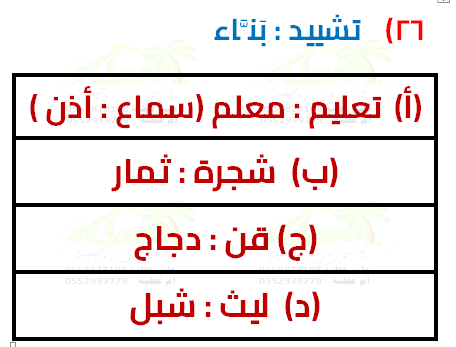 ٢٦) تشييد : بَنَّاء
(أ) تعليم : معلم (سماع : أذن )
(ب) شجرة : ثمار
(ج) قن : دجاج
(د) ليث : شبل